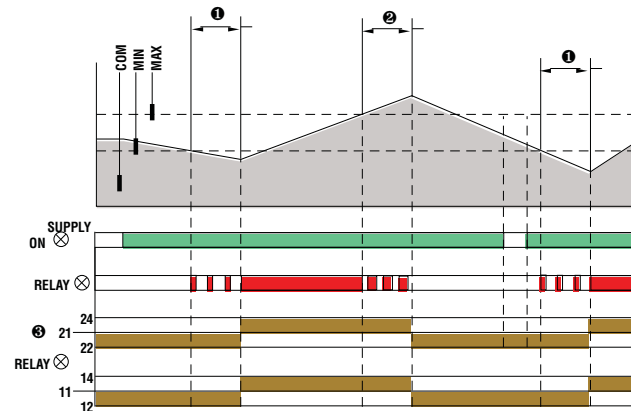 ❶
❷
❶
COM
MIN
MAX
SUPPLY
ON
RELAY
24
❸ 21
22
RELAY
14
11
12